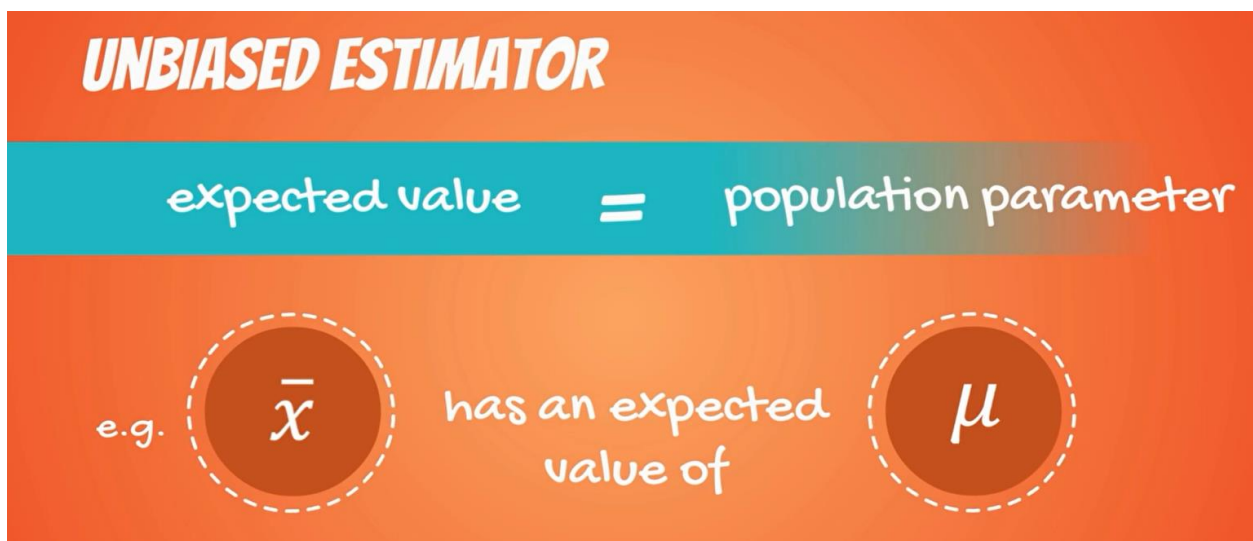 UNBIASED ESTIMATOR
expected value = population parameter
e.g. x̄ has an expected value of μ